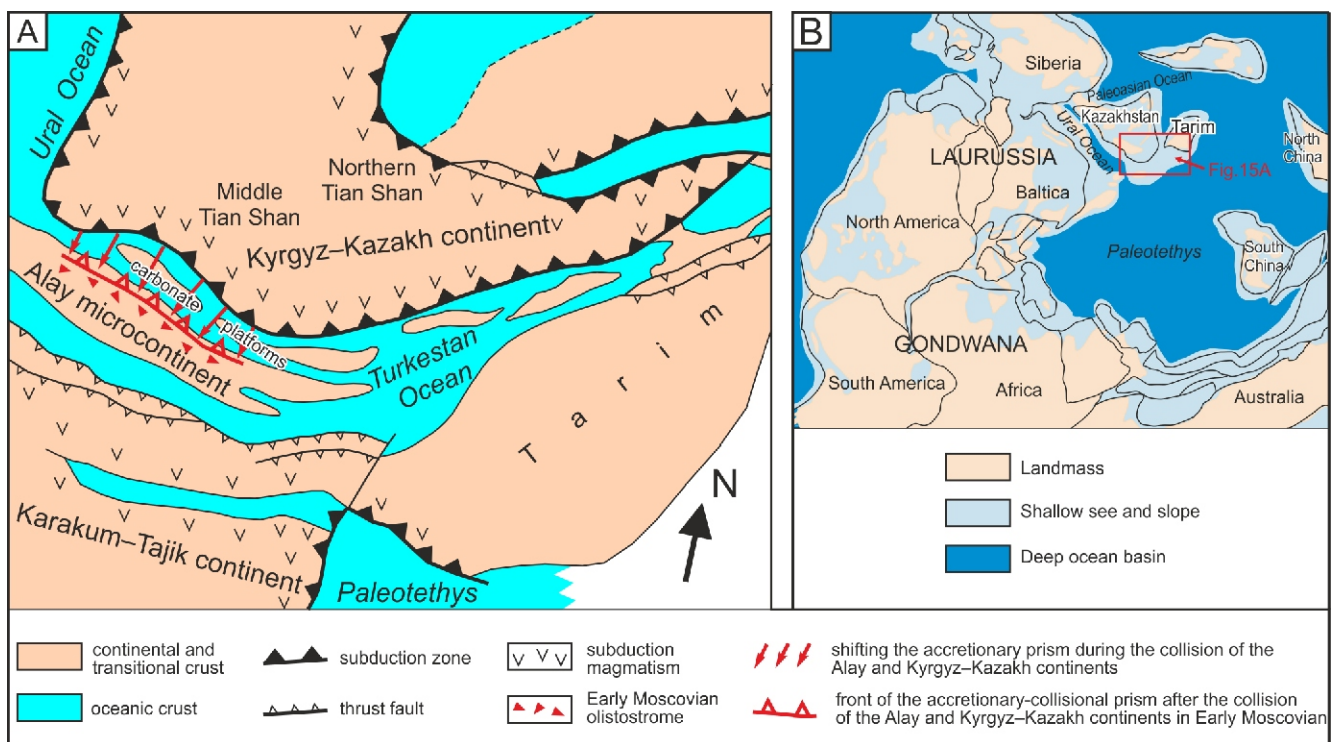 A
Ural Ocean
Middle
Tian Shan
Northern
Tian Shan
Kyrgyz–Kazakh continent
carbonate
platforms
Alay microcontinent
Turkestan
Ocean
Tarim
N
Karakum–Tajik continent
Paleotethys
B
Siberia
Paleoasian Ocean
Kazakhstan
Tarim
Ural Ocean
North
China
LAURUSSIA
Fig.15A
Baltica
North America
Paleotethys
South
China
GONDWANA
South America
Africa
Australia
Landmass
Shallow see and slope
Deep ocean basin
continental and
transitional crust
subduction zone
subduction
magmatism
shifting the accretionary prism during the collision of the
Alay and Kyrgyz–Kazakh continents
oceanic crust
thrust fault
Early Moscovian
olistostrome
front of the accretionary-collisional prism after the collision
of the Alay and Kyrgyz–Kazakh continents in Early Moscovian